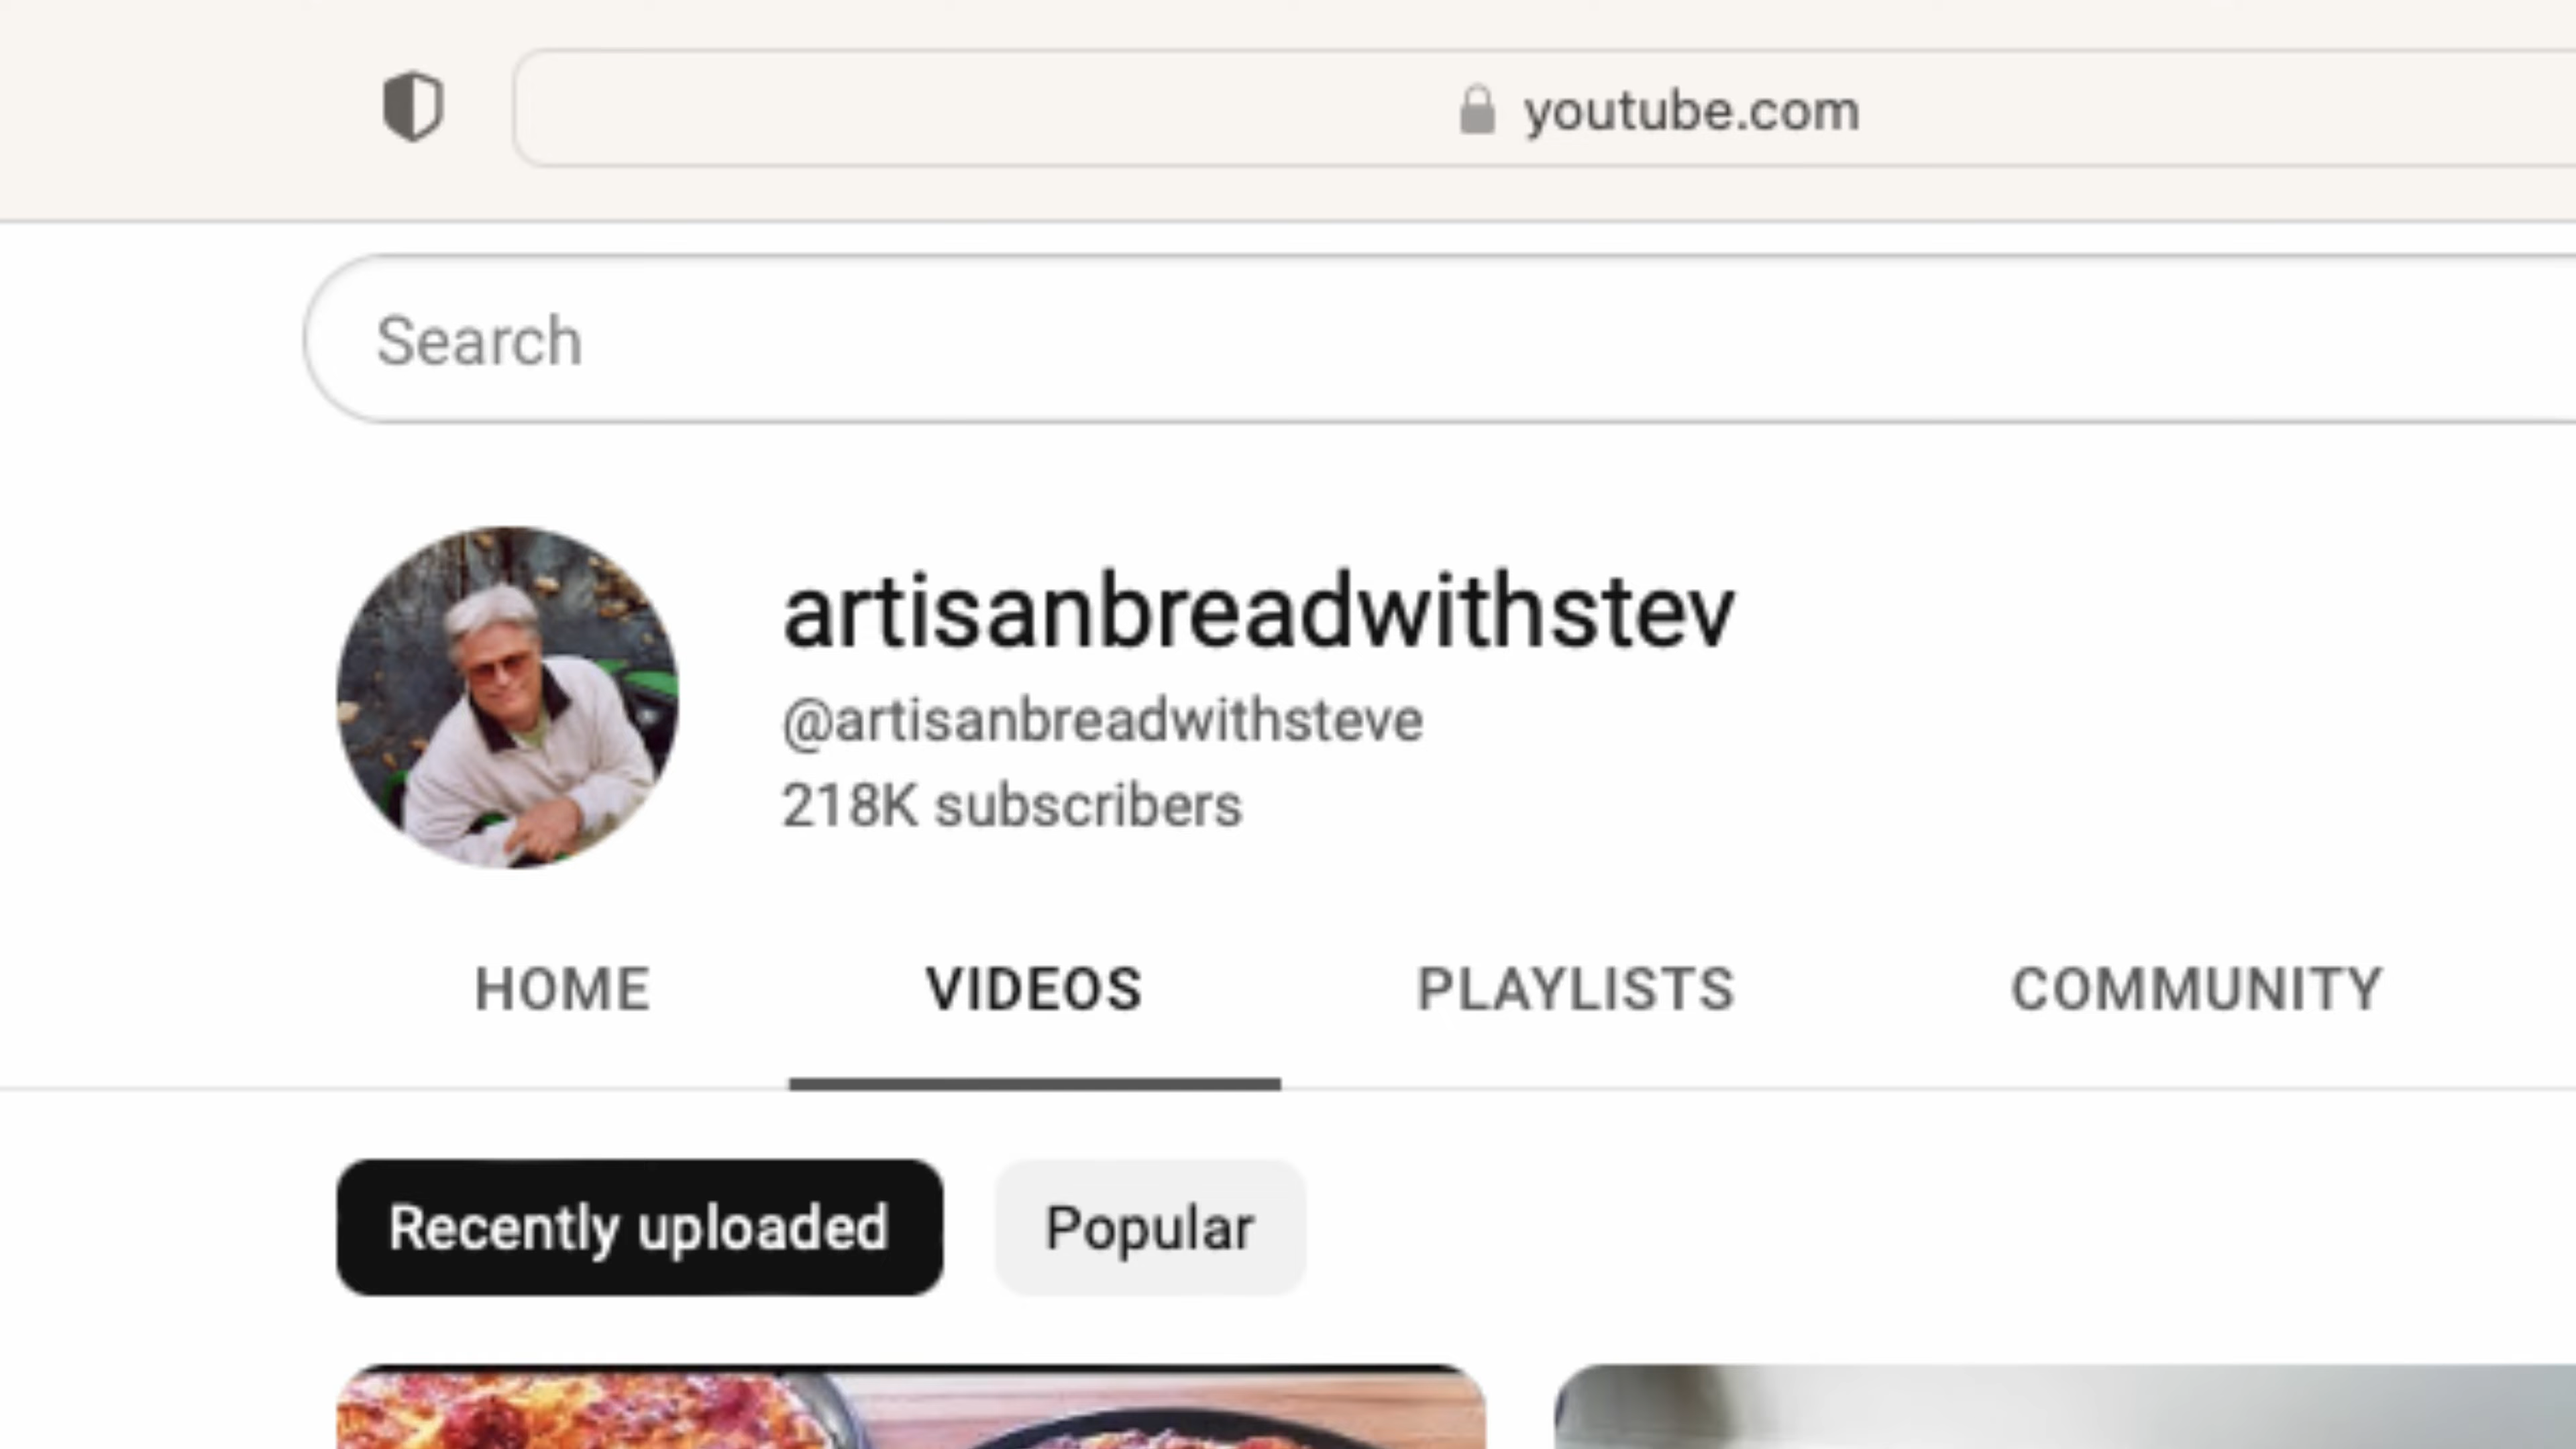 youtube.com
Search
artisanbreadwithstev
@artisanbreadwithsteve
218K subscribers
HOME VIDEOS PLAYLISTS COMMUNITY
Recently uploaded Popular